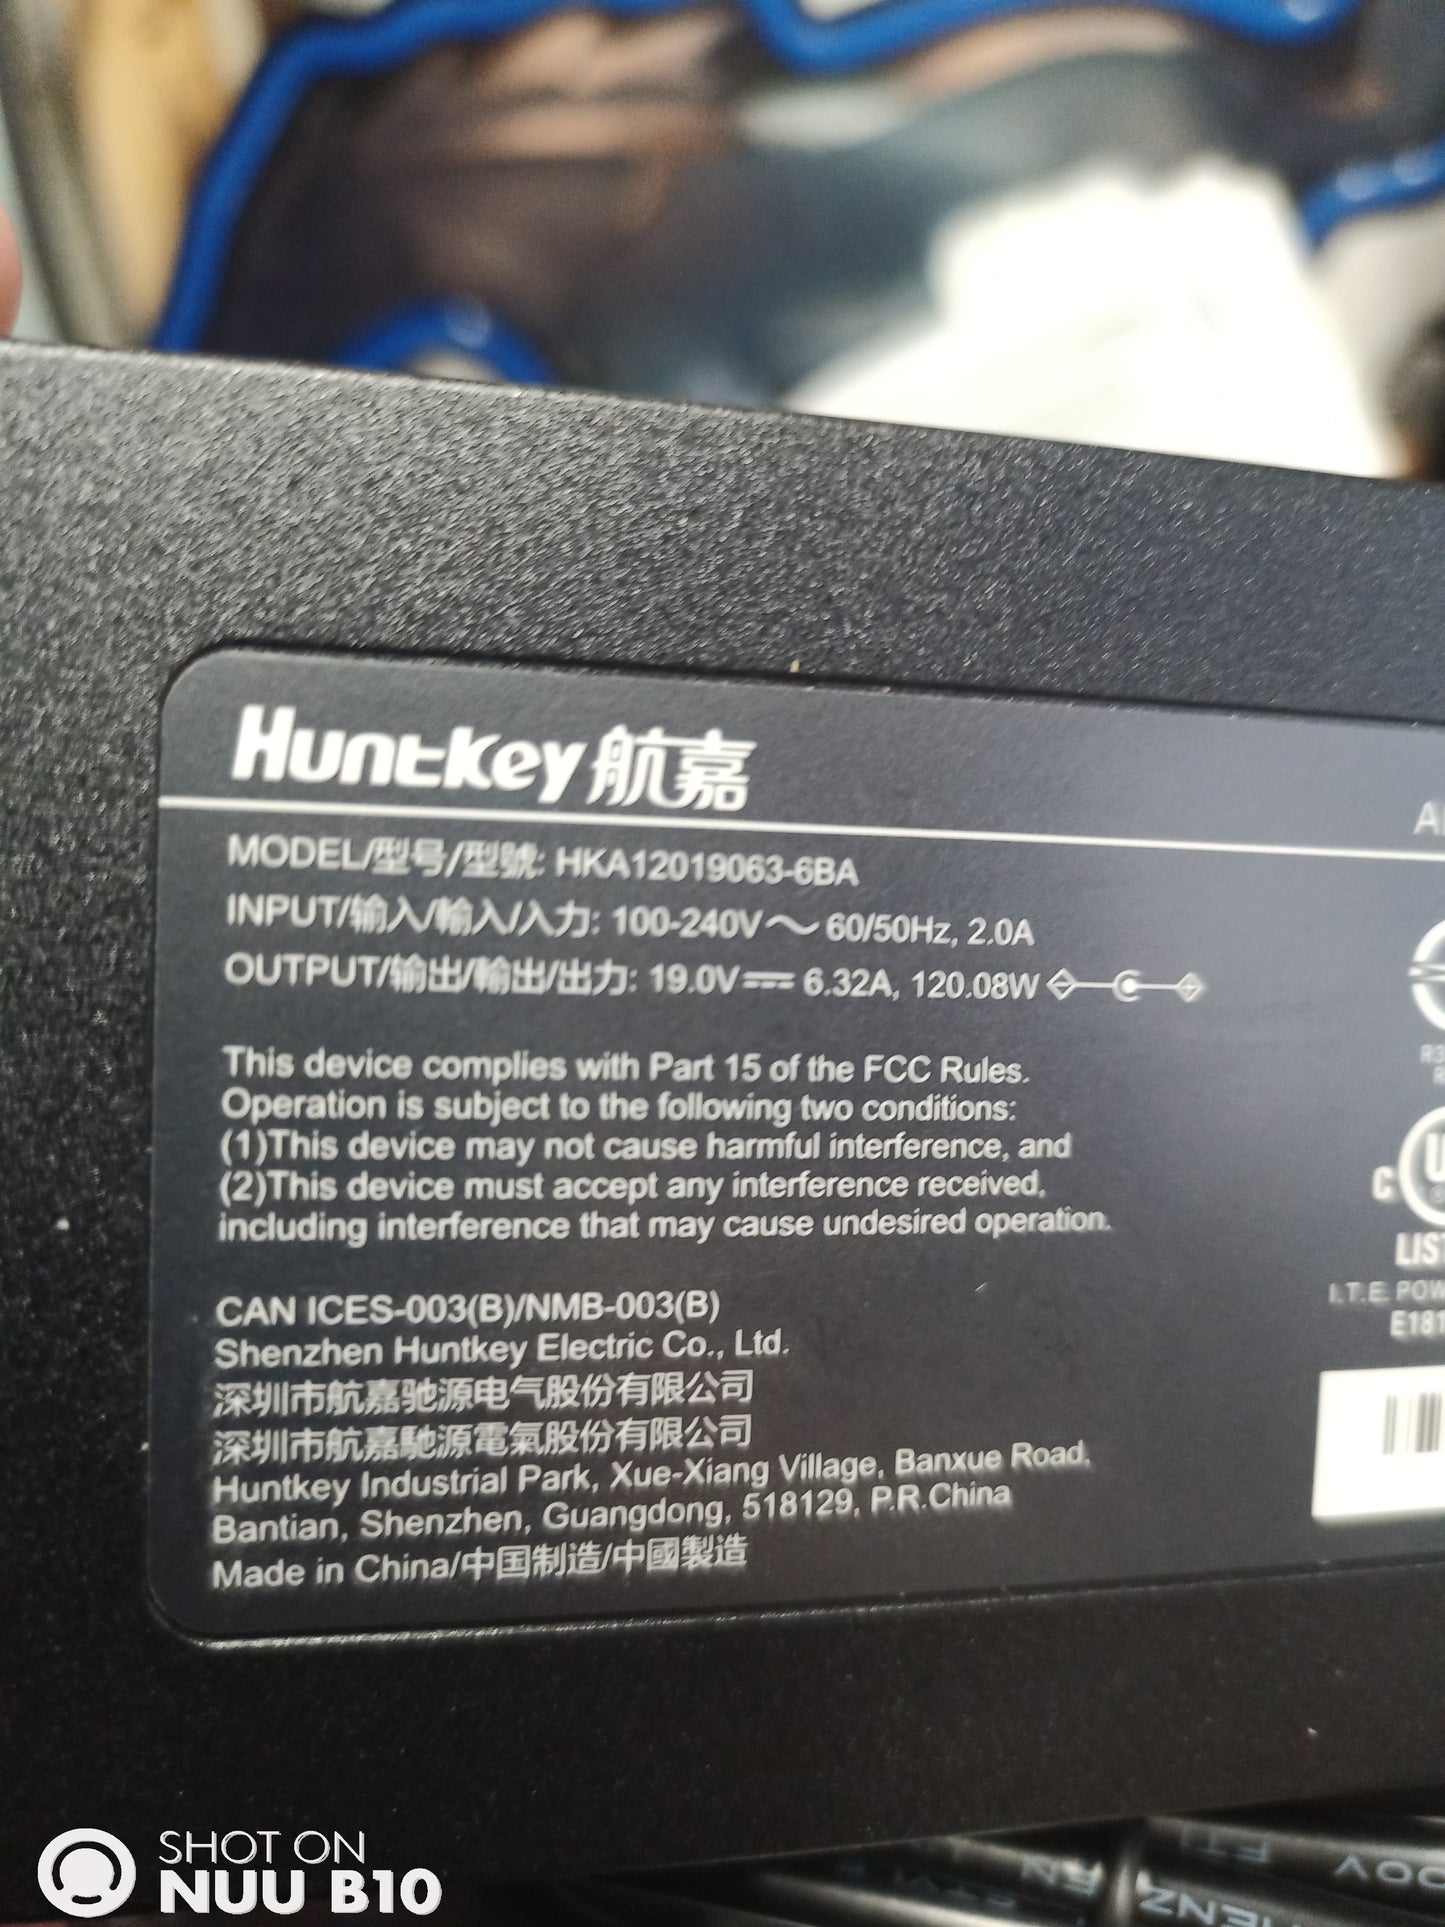 Huntkey 航嘉
MODEL/型号/型號: HKA12019063-6BA
INPUT/输入/輸入/入力: 100-240V～ 60/50Hz, 2.0A
OUTPUT/输出/輸出/出力: 19.0V⎓ 6.32A, 120.08W
This device complies with Part 15 of the FCC Rules.
Operation is subject to the following two conditions:
(1)This device may not cause harmful interference, and
(2)This device must accept any interference received,
including interference that may cause undesired operation.
CAN ICES-003(B)/NMB-003(B)
Shenzhen Huntkey Electric Co., Ltd.
深圳市航嘉驰源电气股份有限公司
深圳市航嘉馳源電氣股份有限公司
Huntkey Industrial Park, Xue-Xiang Village, Banxue Road,
Bantian, Shenzhen, Guangdong, 518129, P.R.China
Made in China/中国制造/中國製造
C
I.T.E.
SHOT ON
NUU B10